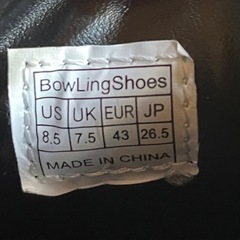 BowLingShoes
US UK EUR JP
8.5 7.5 43 26.5
MADE IN CHINA